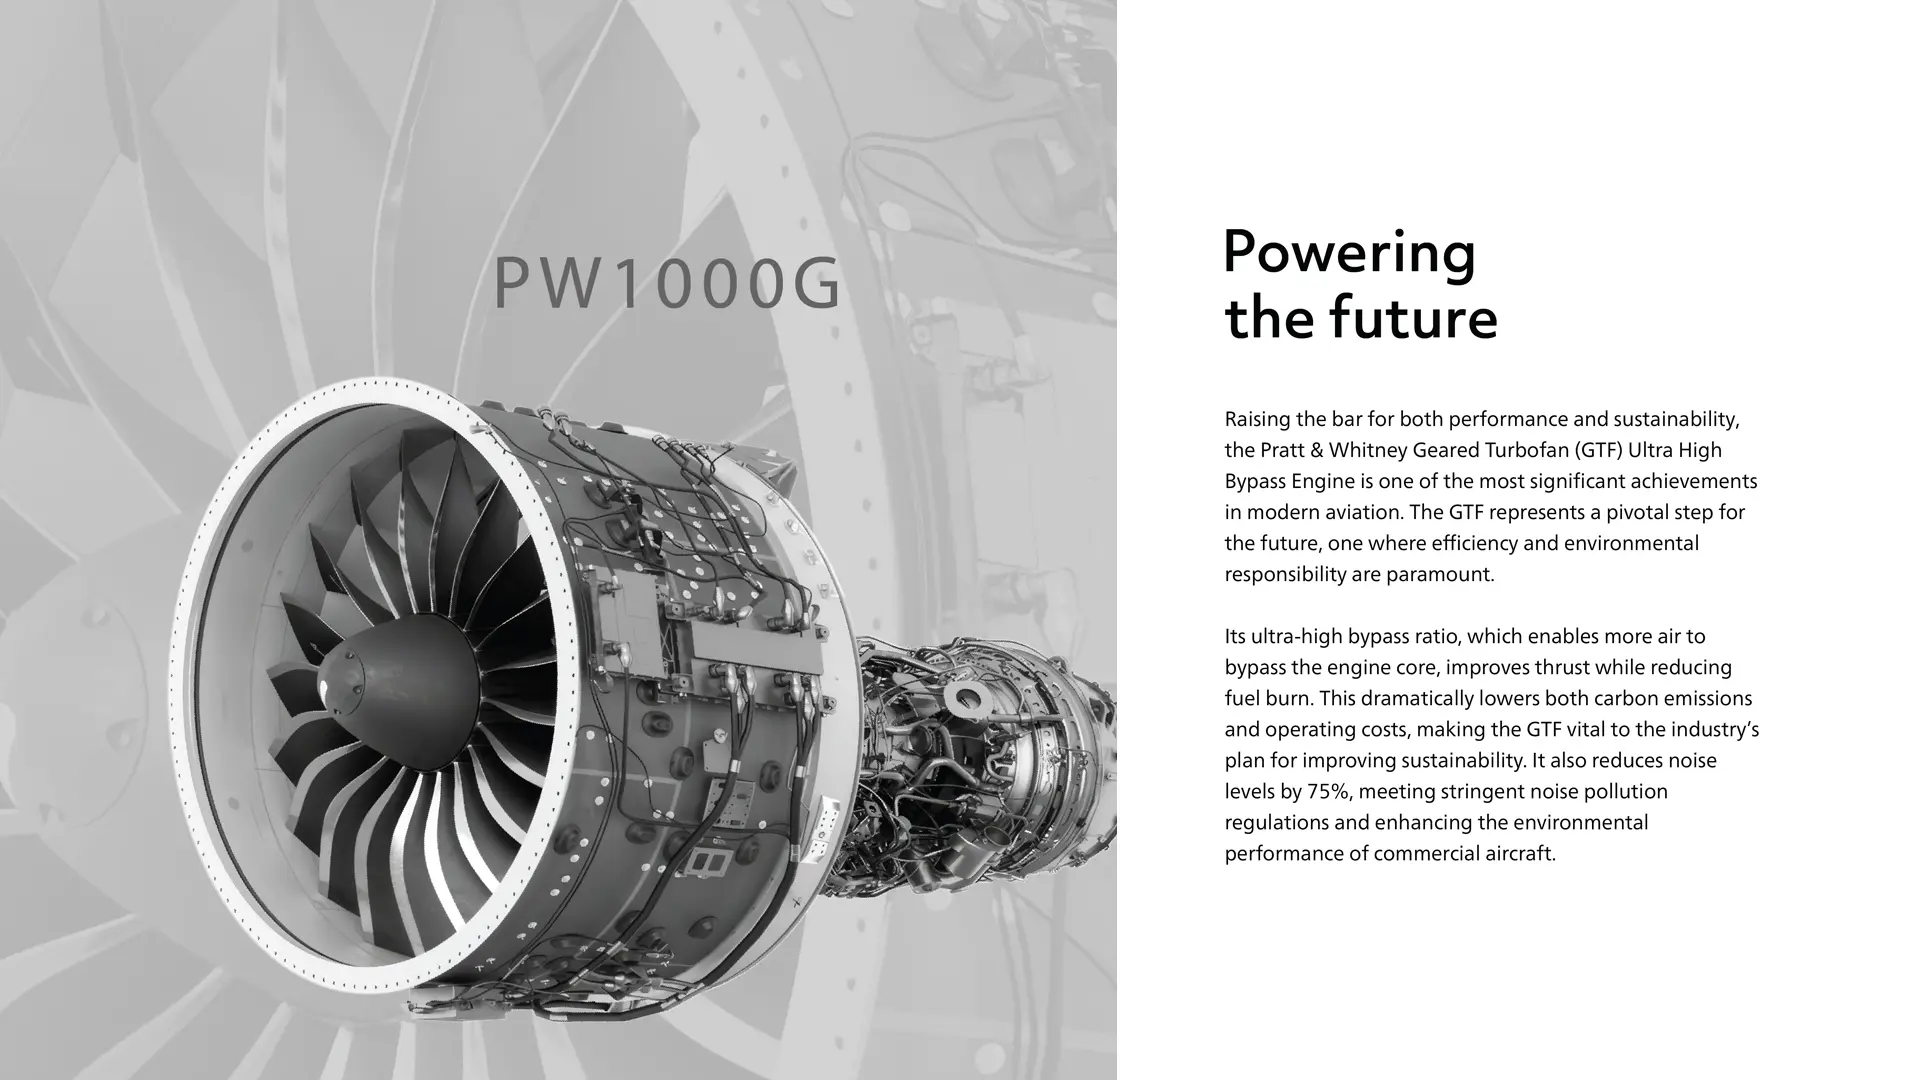 PW1000G
Powering
the future
Raising the bar for both performance and sustainability,
the Pratt & Whitney Geared Turbofan (GTF) Ultra High
Bypass Engine is one of the most significant achievements
in modern aviation. The GTF represents a pivotal step for
the future, one where efficiency and environmental
responsibility are paramount.
Its ultra-high bypass ratio, which enables more air to
bypass the engine core, improves thrust while reducing
fuel burn. This dramatically lowers both carbon emissions
and operating costs, making the GTF vital to the industry’s
plan for improving sustainability. It also reduces noise
levels by 75%, meeting stringent noise pollution
regulations and enhancing the environmental
performance of commercial aircraft.